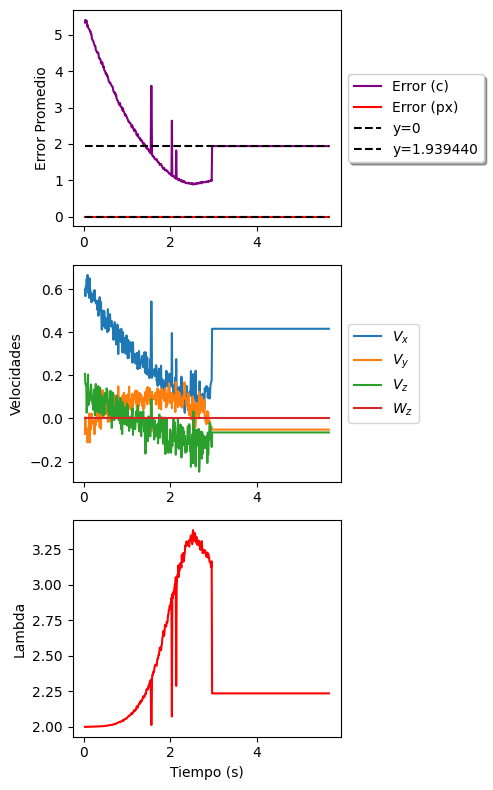 5
4
3
2
1
0
Error Promedio
0
2
4
Error (c)
Error (px)
y=0
y=1.939440
0.6
0.4
0.2
0.0
−0.2
Velocidades
0
2
4
V_x
V_y
V_z
W_z
3.25
3.00
2.75
2.50
2.25
2.00
Lambda
0
2
4
Tiempo (s)